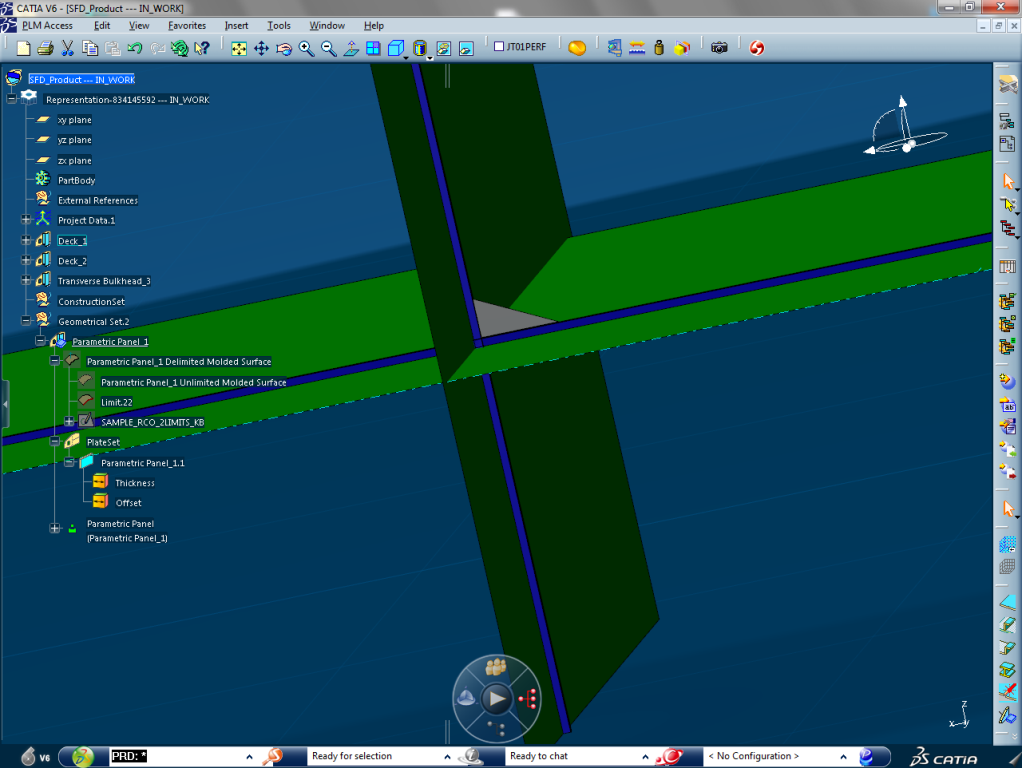 CATIA V6 - [SFD_Product --- IN_WORK]
PLM Access Edit View Favorites Insert Tools Window Help
JT01PERF
SFD_Product --- IN_WORK
Representation-834145592 --- IN_WORK
xy plane
yz plane
zx plane
PartBody
External References
Project Data.1
Deck_1
Deck_2
Transverse Bulkhead_3
ConstructionSet
Geometrical Set.2
Parametric Panel_1
Parametric Panel_1 Delimited Molded Surface
Parametric Panel_1 Unlimited Molded Surface
Limit.22
SAMPLE_RCO_2LIMITS_KB
PlateSet
Parametric Panel_1.1
Thickness
Offset
Parametric Panel
(Parametric Panel_1)
z
x
V6 PRD: * Ready for selection Ready to chat < No Configuration > CATIA